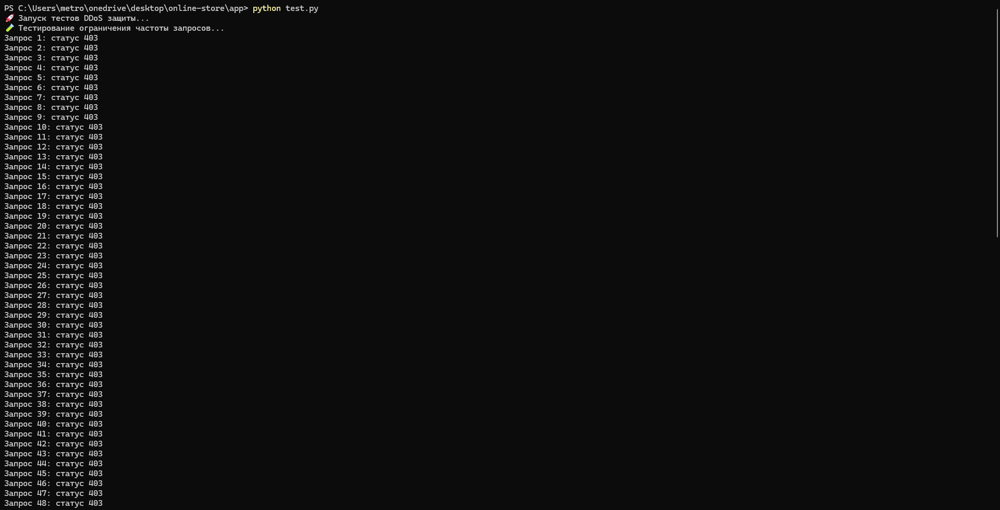 PS C:\Users\metro\onedrive\desktop\online-store\app> python test.py
🚀 Запуск тестов DDoS защиты...
🧪 Тестирование ограничения частоты запросов...
Запрос 1: статус 403
Запрос 2: статус 403
Запрос 3: статус 403
Запрос 4: статус 403
Запрос 5: статус 403
Запрос 6: статус 403
Запрос 7: статус 403
Запрос 8: статус 403
Запрос 9: статус 403
Запрос 10: статус 403
Запрос 11: статус 403
Запрос 12: статус 403
Запрос 13: статус 403
Запрос 14: статус 403
Запрос 15: статус 403
Запрос 16: статус 403
Запрос 17: статус 403
Запрос 18: статус 403
Запрос 19: статус 403
Запрос 20: статус 403
Запрос 21: статус 403
Запрос 22: статус 403
Запрос 23: статус 403
Запрос 24: статус 403
Запрос 25: статус 403
Запрос 26: статус 403
Запрос 27: статус 403
Запрос 28: статус 403
Запрос 29: статус 403
Запрос 30: статус 403
Запрос 31: статус 403
Запрос 32: статус 403
Запрос 33: статус 403
Запрос 34: статус 403
Запрос 35: статус 403
Запрос 36: статус 403
Запрос 37: статус 403
Запрос 38: статус 403
Запрос 39: статус 403
Запрос 40: статус 403
Запрос 41: статус 403
Запрос 42: статус 403
Запрос 43: статус 403
Запрос 44: статус 403
Запрос 45: статус 403
Запрос 46: статус 403
Запрос 47: статус 403
Запрос 48: статус 403